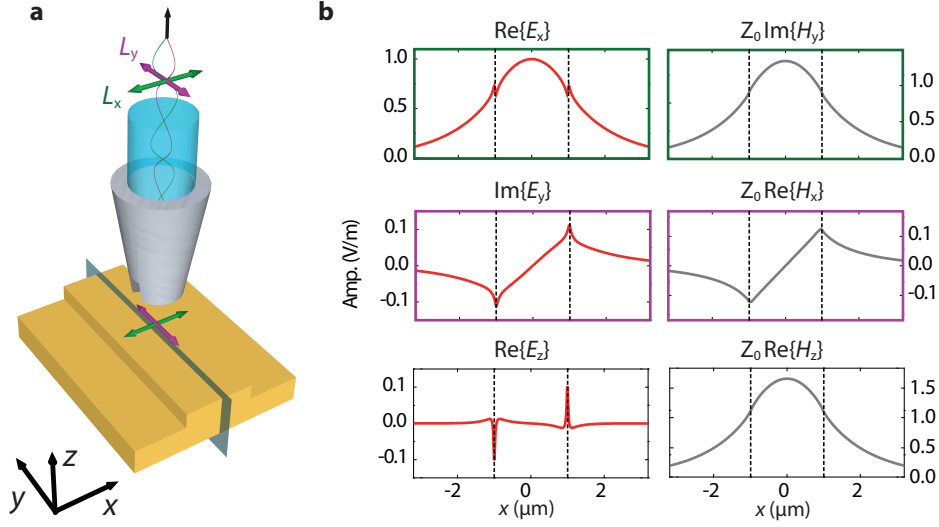 a
L_y
L_x
z
y
x
b
Re{E_x}
Z_0 Im{H_y}
1.0
0.5
0.0
1.0
0.5
0.0
Im{E_y}
Z_0 Re{H_x}
Amp. (V/m)
0.1
0.0
-0.1
0.1
0.0
-0.1
Re{E_z}
Z_0 Re{H_z}
0.1
0.0
-0.1
1.5
1.0
0.5
0.0
-2
0
2
-2
0
2
x (μm)
x (μm)